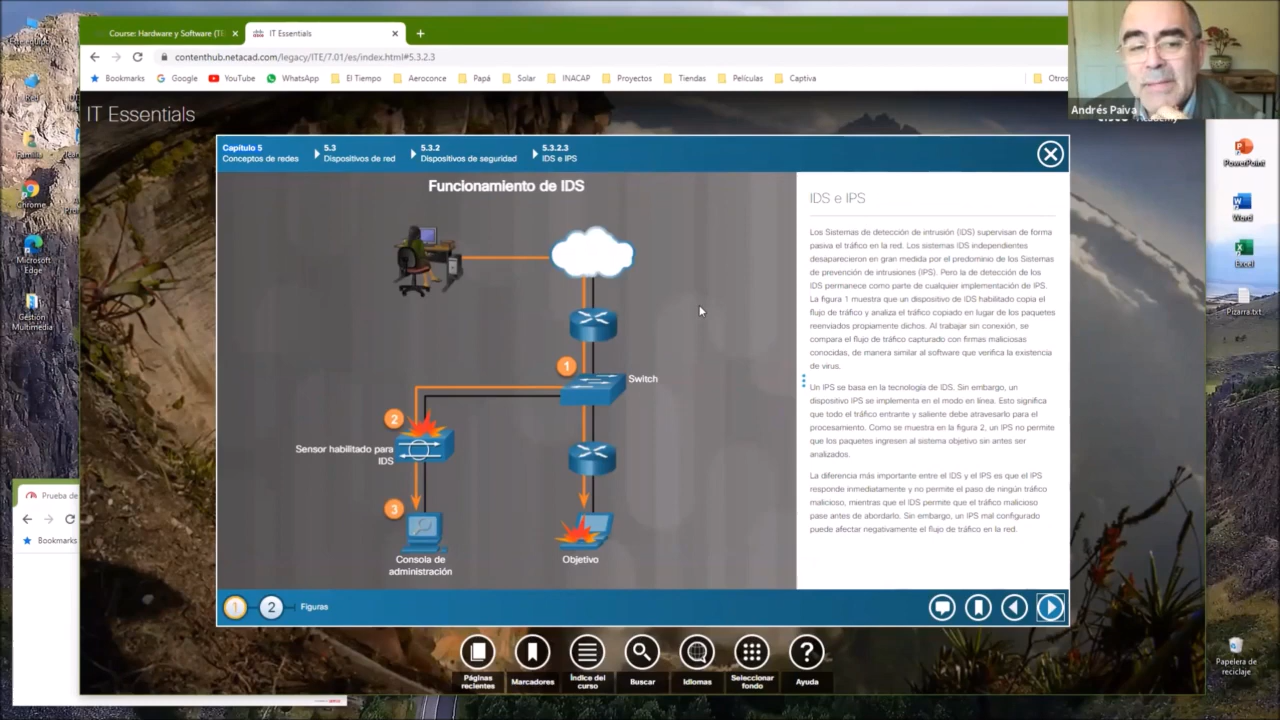 Course: Hardware y Software (TI
IT Essentials
contenthub.netacad.com/legacy/ITE/7.01/es/index.html#5.3.2.3
Bookmarks
Google
YouTube
WhatsApp
El Tiempo
Aeroconce
Papá
Solar
INACAP
Proyectos
Tiendas
Películas
Captiva
Otros
IT Essentials
Andrés Paiva
Capítulo 5
Conceptos de redes
5.3
Dispositivos de red
5.3.2
Dispositivos de seguridad
5.3.2.3
IDS e IPS
Funcionamiento de IDS
1
Switch
2
Sensor habilitado para
IDS
3
Consola de
administración
Objetivo
IDS e IPS
Los Sistemas de detección de intrusión (IDS) supervisan de forma
pasiva el tráfico en la red. Los sistemas IDS independientes
desaparecieron en gran medida por el predominio de los Sistemas
de prevención de intrusiones (IPS). Pero la de detección de los
IDS permanece como parte de cualquier implementación de IPS.
La figura 1 muestra que un dispositivo de IDS habilitado copia el
flujo de tráfico y analiza el tráfico copiado en lugar de los paquetes
reenviados propiamente dichos. Al trabajar sin conexión, se
compara el flujo de tráfico capturado con firmas maliciosas
conocidas, de manera similar al software que verifica la existencia
de virus.
Un IPS se basa en la tecnología de IDS. Sin embargo, un
dispositivo IPS se implementa en el modo en línea. Esto significa
que todo el tráfico entrante y saliente debe atravesarlo para el
procesamiento. Como se muestra en la figura 2, un IPS no permite
que los paquetes ingresen al sistema objetivo sin antes ser
analizados.
La diferencia más importante entre el IDS y el IPS es que el IPS
responde inmediatamente y no permite el paso de ningún tráfico
malicioso, mientras que el IDS permite que el tráfico malicioso
pase antes de abordarlo. Sin embargo, un IPS mal configurado
puede afectar negativamente el flujo de tráfico en la red.
1
2
Figuras
Páginas
recientes
Marcadores
Índice del
curso
Buscar
Idiomas
Seleccionar
fondo
Ayuda
Red
Familia
Chrome
Microsoft
Edge
Gestión
Multimedia
Prueba de
Bookmarks
PowerPoint
Word
Excel
Pizarra.txt
Papelera de
reciclaje